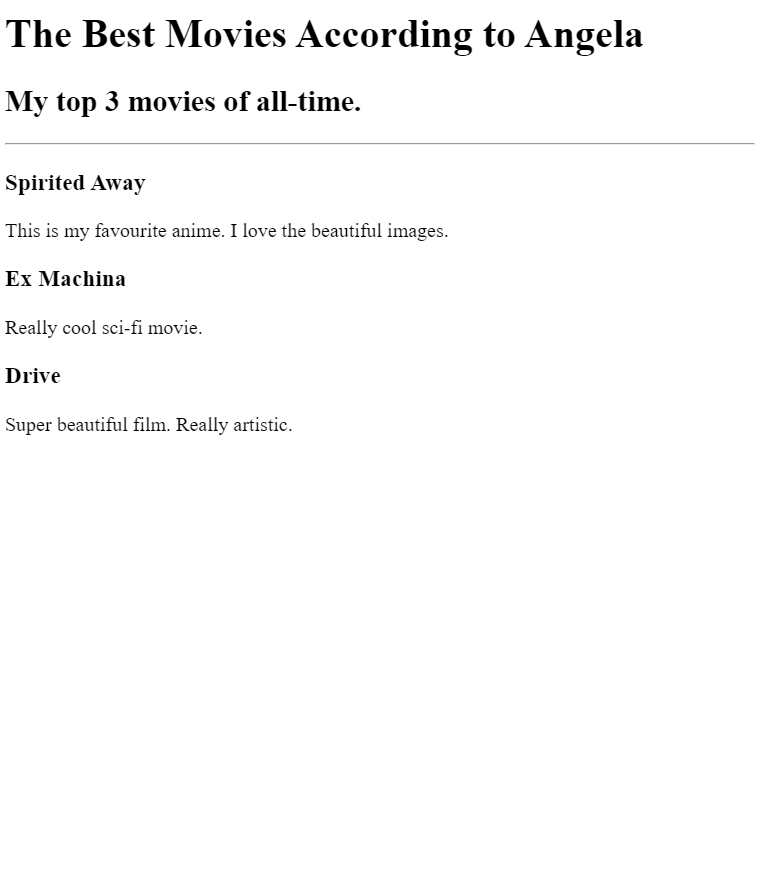 The Best Movies According to Angela
My top 3 movies of all-time.
Spirited Away
This is my favourite anime. I love the beautiful images.
Ex Machina
Really cool sci-fi movie.
Drive
Super beautiful film. Really artistic.